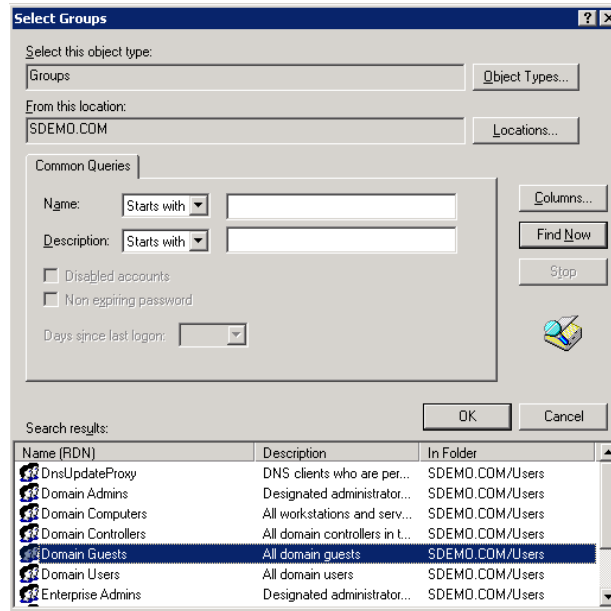 Select Groups
Select this object type:
Groups
Object Types...
From this location:
SDEMO.COM
Locations...
Common Queries
Name: Starts with
Description: Starts with
Columns...
Find Now
Stop
Disabled accounts
Non expiring password
Days since last logon:
OK Cancel
Search results:
Name (RDN) Description In Folder
DnsUpdateProxy DNS clients who are per... SDEMO.COM/Users
Domain Admins Designated administrator... SDEMO.COM/Users
Domain Computers All workstations and serv... SDEMO.COM/Users
Domain Controllers All domain controllers in t... SDEMO.COM/Users
Domain Guests All domain guests SDEMO.COM/Users
Domain Users All domain users SDEMO.COM/Users
Enterprise Admins Designated administrator... SDEMO.COM/Users